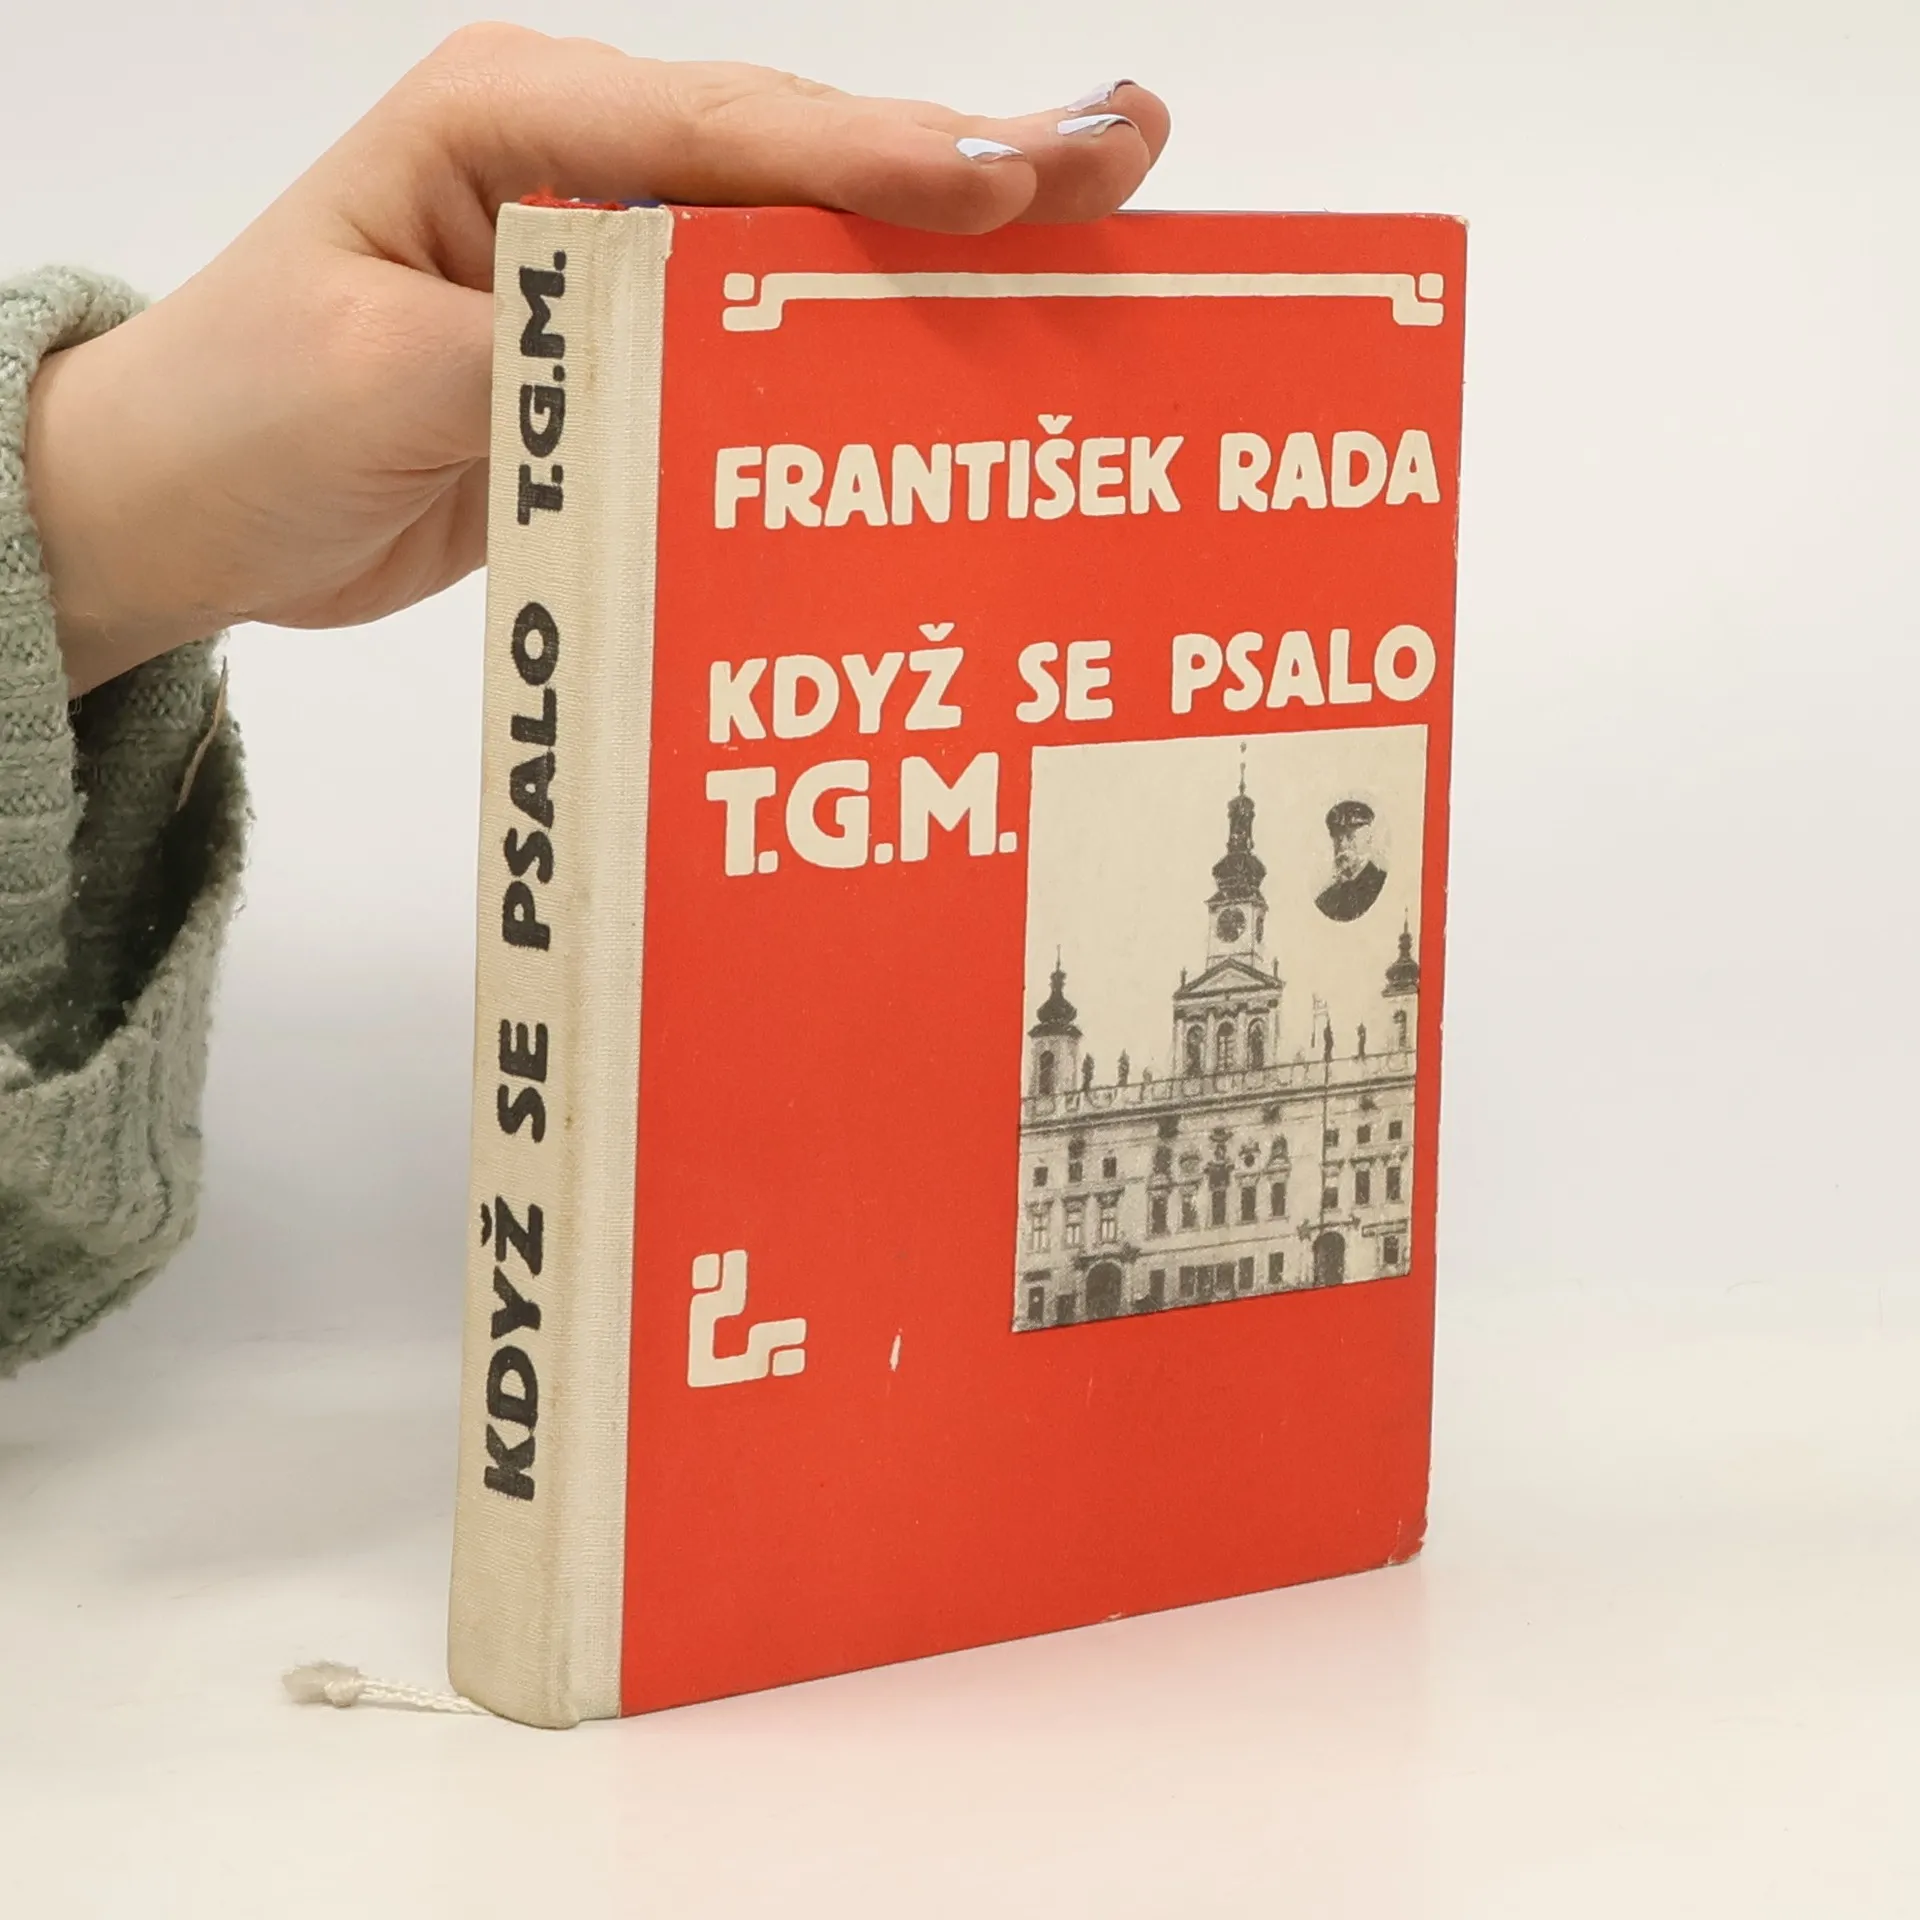 KDYŽ SE PSALO T.G.M.
FRANTIŠEK RADA
KDYŽ SE PSALO
T.G.M.